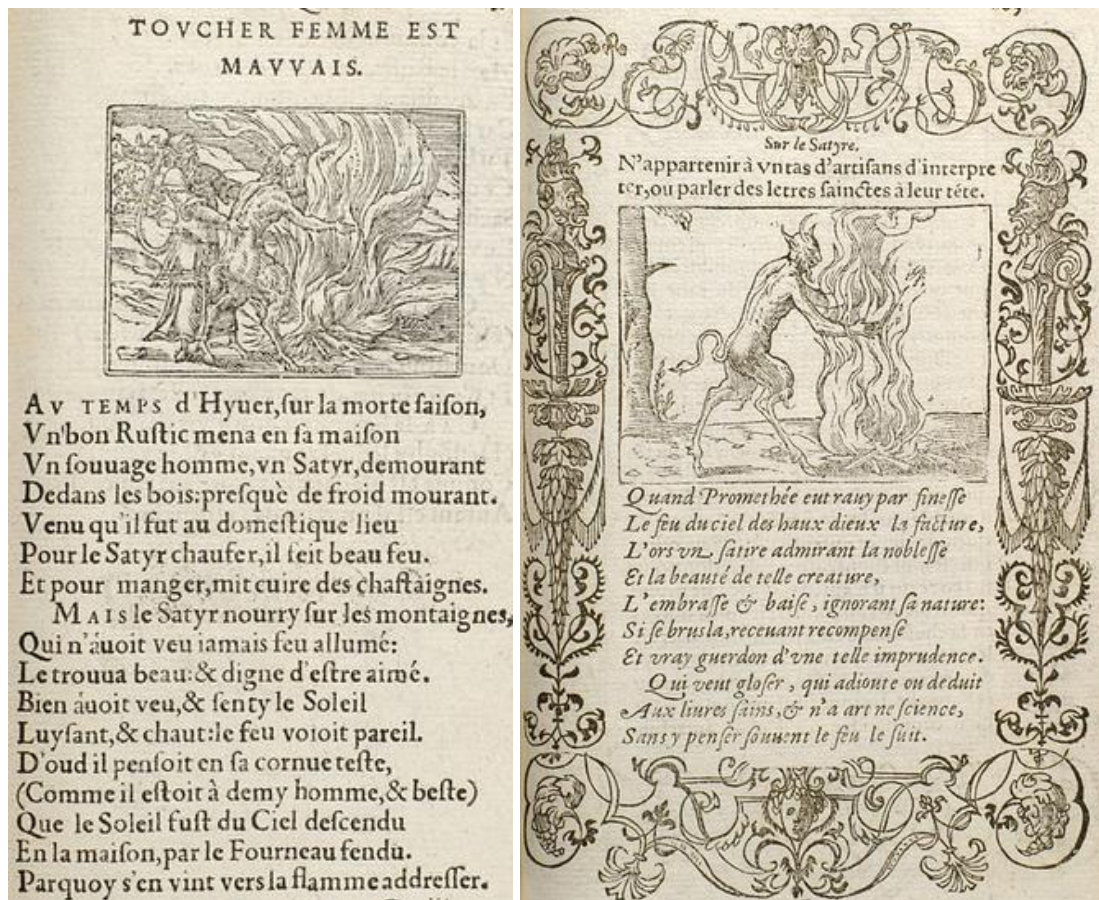 TOVCHER FEMME EST
MAVVAIS.
AV TEMPS d'Hyuer,ſur la morte ſaiſon,
Vn'bon Ruſtic mena en ſa maiſon
Vn ſouuage homme,vn Satyr,demourant
Dedans les bois:preſquè de froid mourant.
Venu qu'il fut au domeſtique lieu
Pour le Satyr chaufer,il feit beau feu.
Et pour manger,mit cuire des chaſtàignes.
MAIS le Satyr nourry ſur les montaignes,
Qui n'áuoit veu iamais feu allumé:
Le trouua beau:& digne d'eſtre aimé.
Bien áuoit veu,& ſenty le Soleil
Luyſant,& chaut:le feu voioit pareil.
D'oud il penſoit en ſa cornue teſte,
(Comme il eſtoit à demy homme,& beſte)
Que le Soleil fuſt du Ciel deſcendu
En la maiſon,par le Fourneau fendu.
Parquoy s'en vint vers la flamme addreſſer.
Sur le Satyre.
N'appartenir à vn tas d'artiſans d'interpre
ter,ou parler des letres ſainctes à leur téte.
Quand Promethée eut rauy par fineſſe
Le feu du ciel des haux dieux la facture,
L'ors vn ſatire admirant la nobleſſe
Et la beauté de telle creature,
L'embraſſe & baiſe, ignorant ſa nature:
Si ſe brusla,receuant recompenſe
Et vray guerdon d'vne telle imprudence.
Qui veut gloſer, qui adioute ou deduit
Aux liures ſains,& n'a art ne ſcience,
Sans y penſer ſouuent le feu le ſuit.